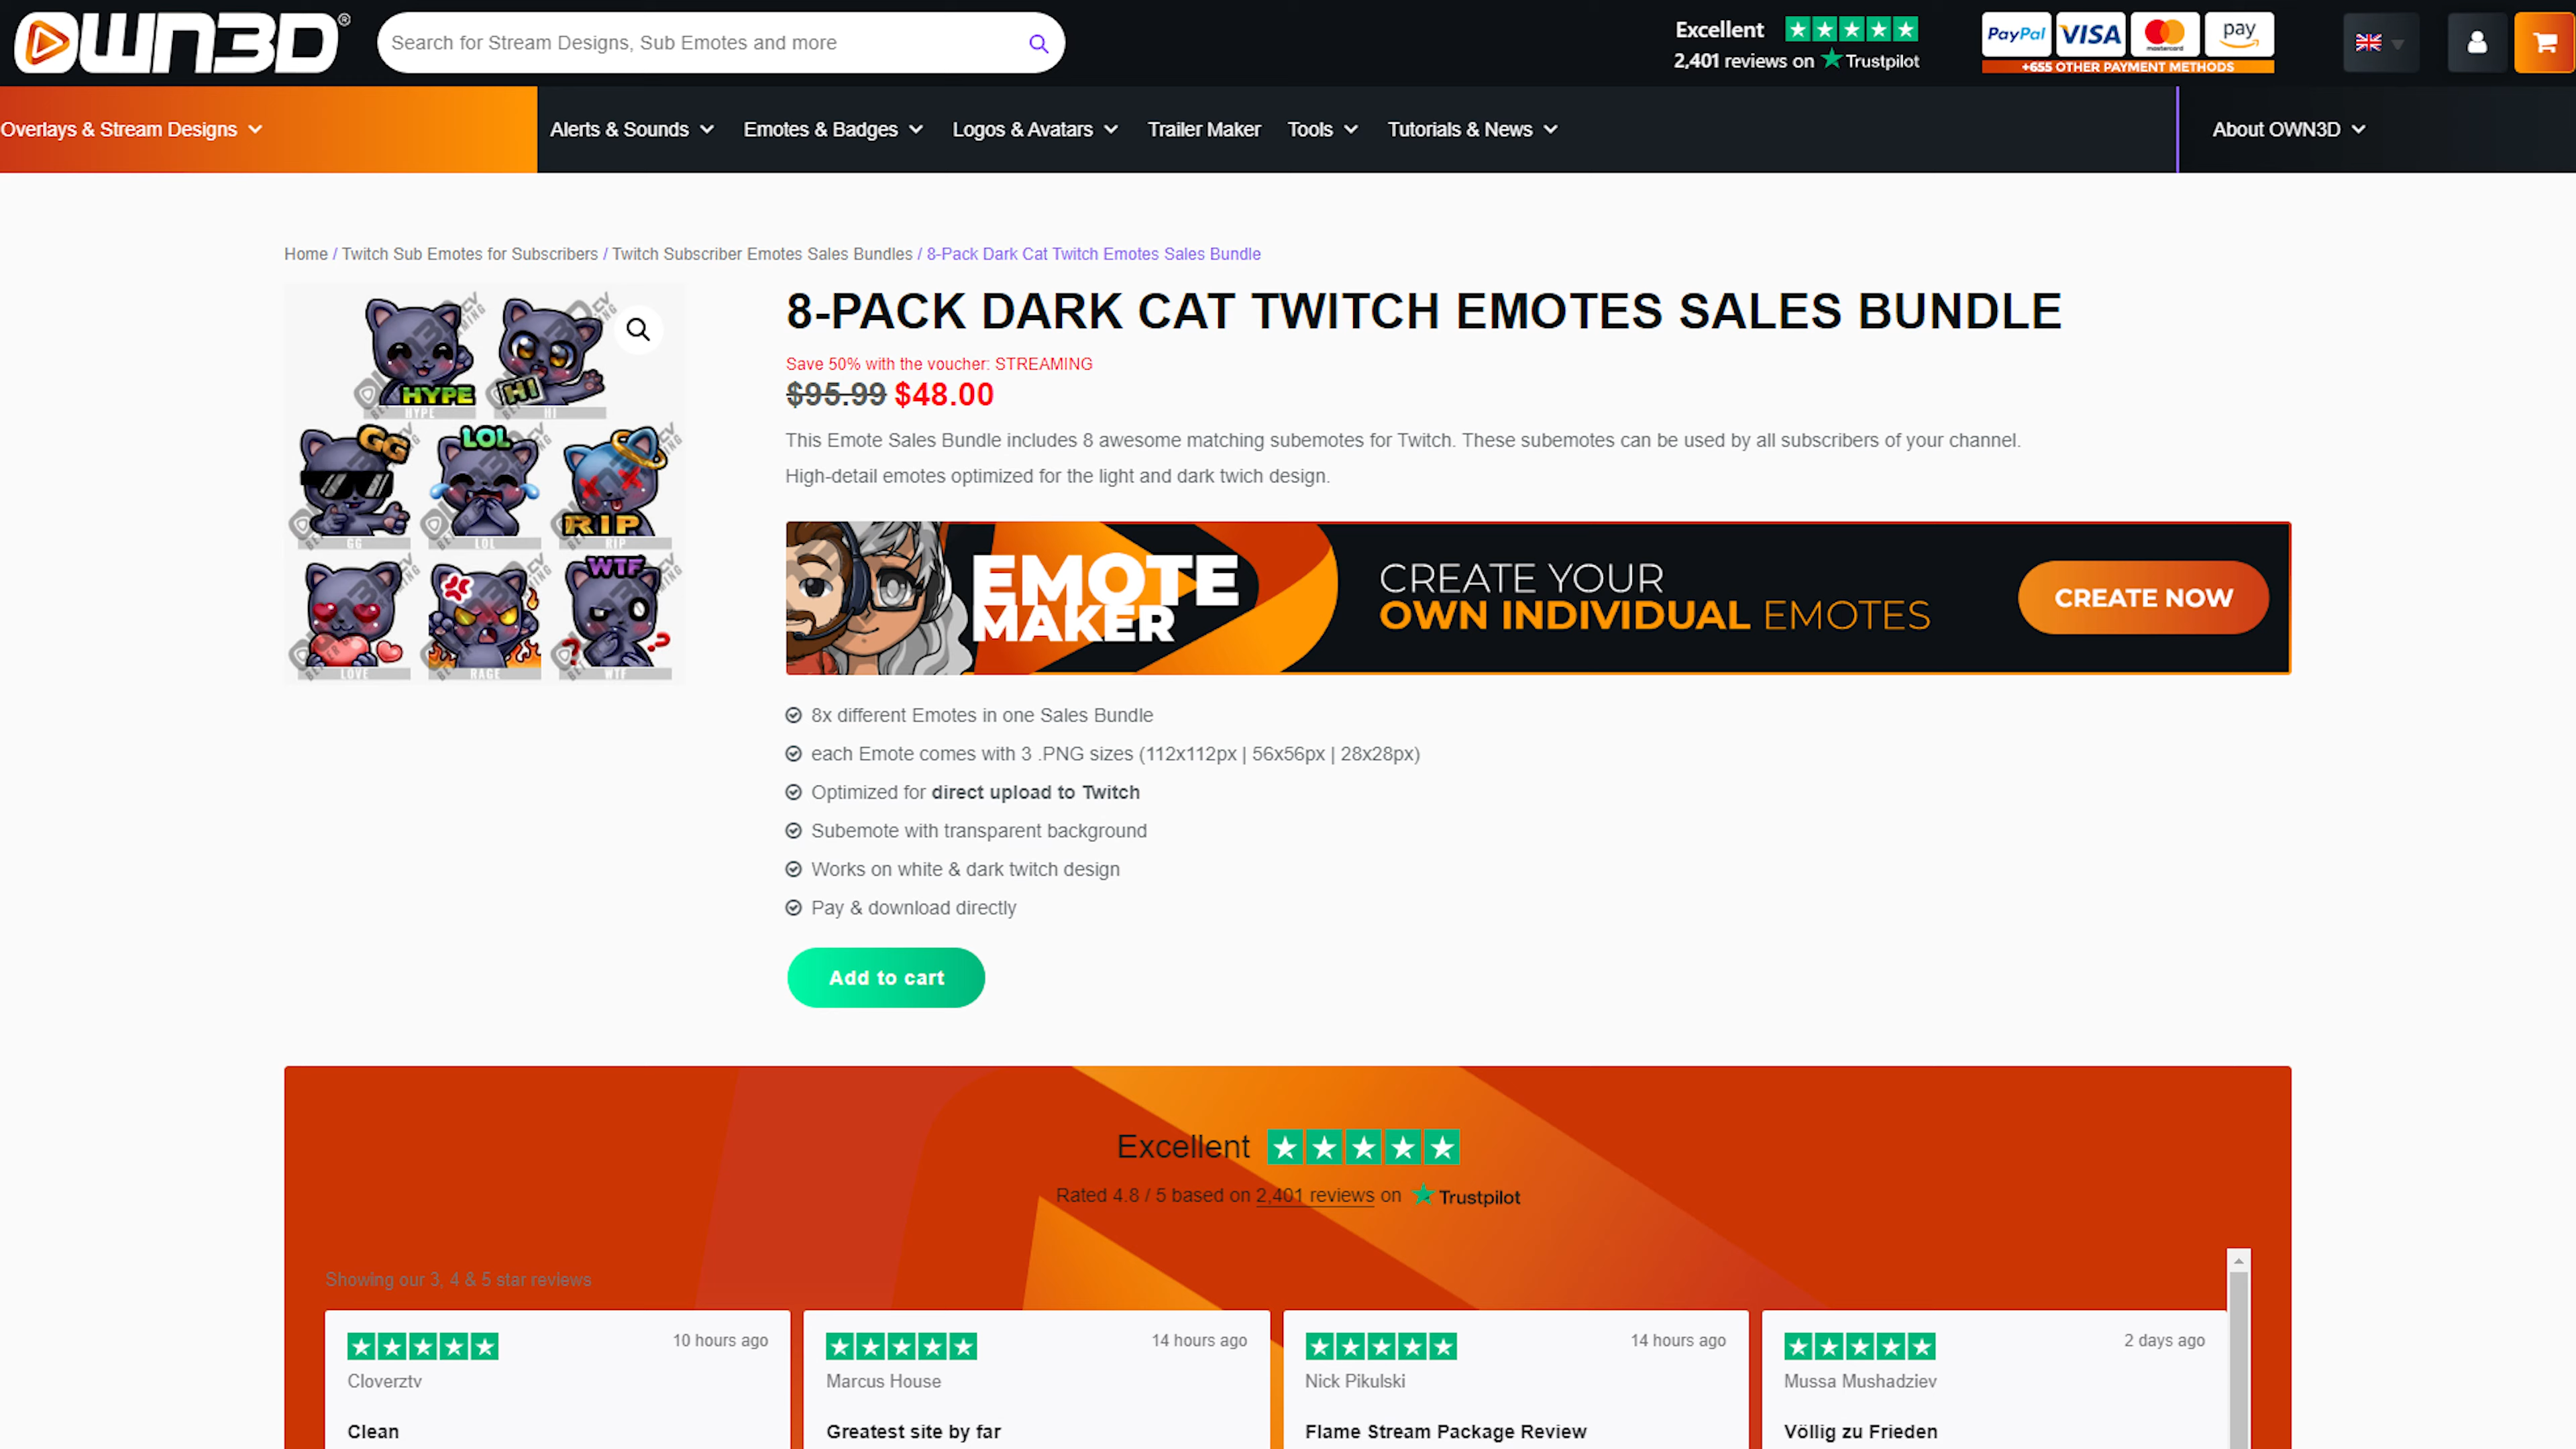 OWN3D®
Search for Stream Designs, Sub Emotes and more
Excellent
2,401 reviews on Trustpilot
PayPal VISA mastercard pay
+655 OTHER PAYMENT METHODS
Overlays & Stream Designs
Alerts & Sounds
Emotes & Badges
Logos & Avatars
Trailer Maker
Tools
Tutorials & News
About OWN3D
Home / Twitch Sub Emotes for Subscribers / Twitch Subscriber Emotes Sales Bundles / 8-Pack Dark Cat Twitch Emotes Sales Bundle
HYPE
HI
HYPE
HI
GG
LOL
RIP
GG
LOL
RIP
WTF
LOVE
RAGE
WTF
8-PACK DARK CAT TWITCH EMOTES SALES BUNDLE
Save 50% with the voucher: STREAMING
$95.99 $48.00
This Emote Sales Bundle includes 8 awesome matching subemotes for Twitch. These subemotes can be used by all subscribers of your channel.
High-detail emotes optimized for the light and dark twich design.
EMOTE
MAKER
CREATE YOUR
OWN INDIVIDUAL EMOTES
CREATE NOW
8x different Emotes in one Sales Bundle
each Emote comes with 3 .PNG sizes (112x112px | 56x56px | 28x28px)
Optimized for direct upload to Twitch
Subemote with transparent background
Works on white & dark twitch design
Pay & download directly
Add to cart
Excellent
Rated 4.8 / 5 based on 2,401 reviews on Trustpilot
Showing our 3, 4 & 5 star reviews
10 hours ago
Cloverztv
Clean
14 hours ago
Marcus House
Greatest site by far
14 hours ago
Nick Pikulski
Flame Stream Package Review
2 days ago
Mussa Mushadziev
Völlig zu Frieden